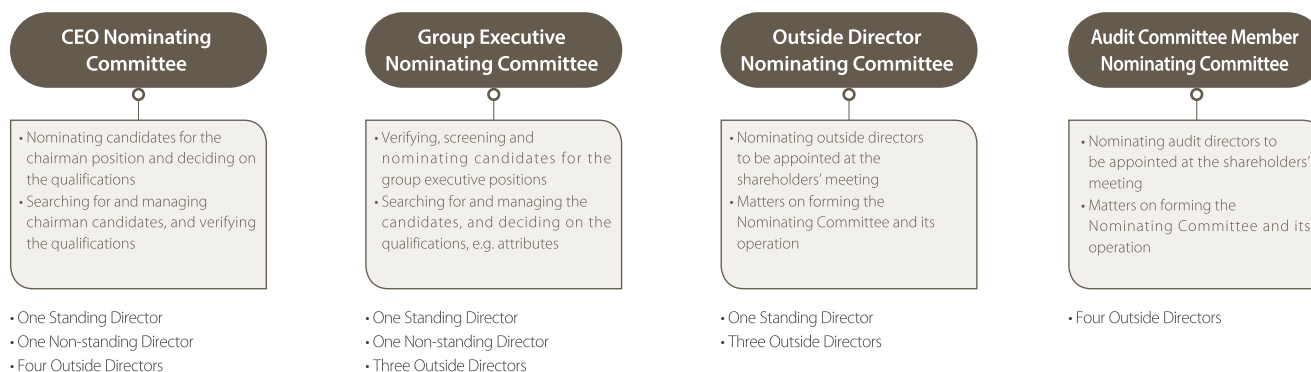 CEO Nominating
Committee
• Nominating candidates for the
chairman position and deciding on
the qualifications
• Searching for and managing
chairman candidates, and verifying
the qualifications
• One Standing Director
• One Non-standing Director
• Four Outside Directors
Group Executive
Nominating Committee
• Verifying, screening and
nominating candidates for the
group executive positions
• Searching for and managing the
candidates, and deciding on the
qualifications, e.g. attributes
• One Standing Director
• One Non-standing Director
• Three Outside Directors
Outside Director
Nominating Committee
• Nominating outside directors
to be appointed at the
shareholders’ meeting
• Matters on forming the
Nominating Committee and its
operation
• One Standing Director
• Three Outside Directors
Audit Committee Member
Nominating Committee
• Nominating audit directors to
be appointed at the shareholders’
meeting
• Matters on forming the
Nominating Committee and its
operation
• Four Outside Directors